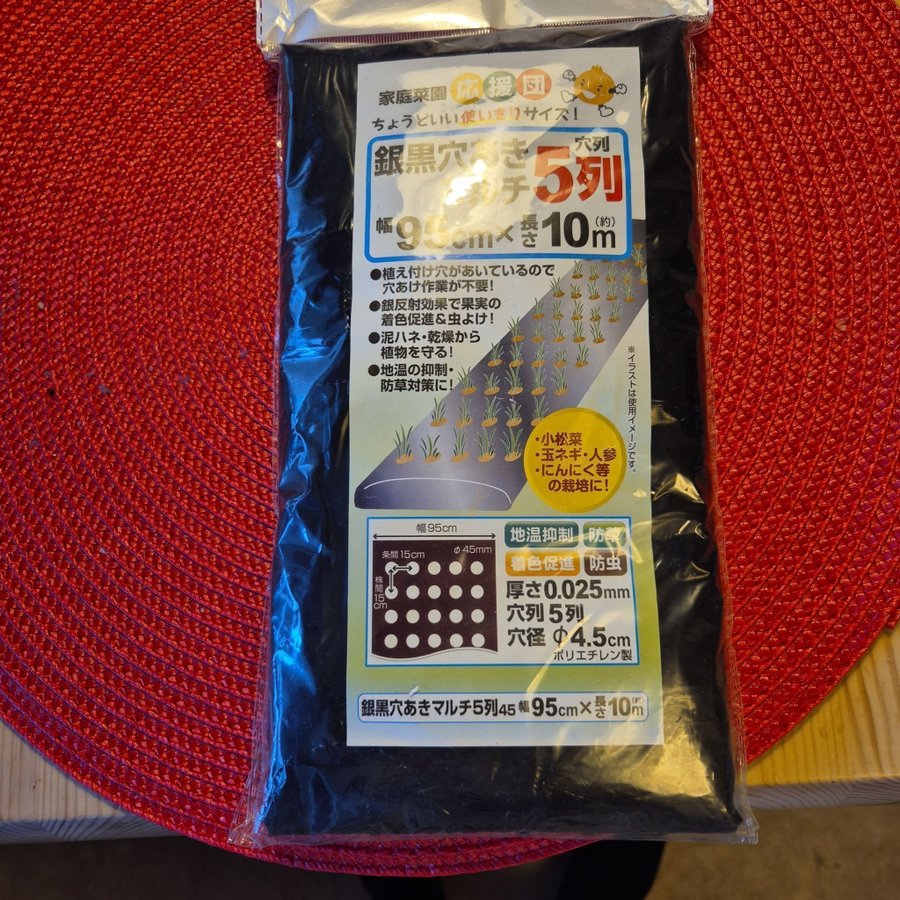 家庭菜園 応援団
ちょうどいい使いきりサイズ!
銀黒穴あき
マルチ
穴列
5列
幅95cm×長さ10m(約)
●植え付け穴があいているので
穴あけ作業が不要!
●銀反射効果で果実の
着色促進&虫よけ!
●泥ハネ・乾燥から
植物を守る!
●地温の抑制・
防草対策に!
※イラストは使用イメージです。
・小松菜
・玉ネギ・人参
・にんにく等
の栽培に!
幅95cm
条間15cm
φ45mm
株間15cm
地温抑制 防草
着色促進 防虫
厚さ0.025mm
穴列 5列
穴径 φ4.5cm
ポリエチレン製
銀黒穴あきマルチ5列45 幅95cm×長さ10m(約)